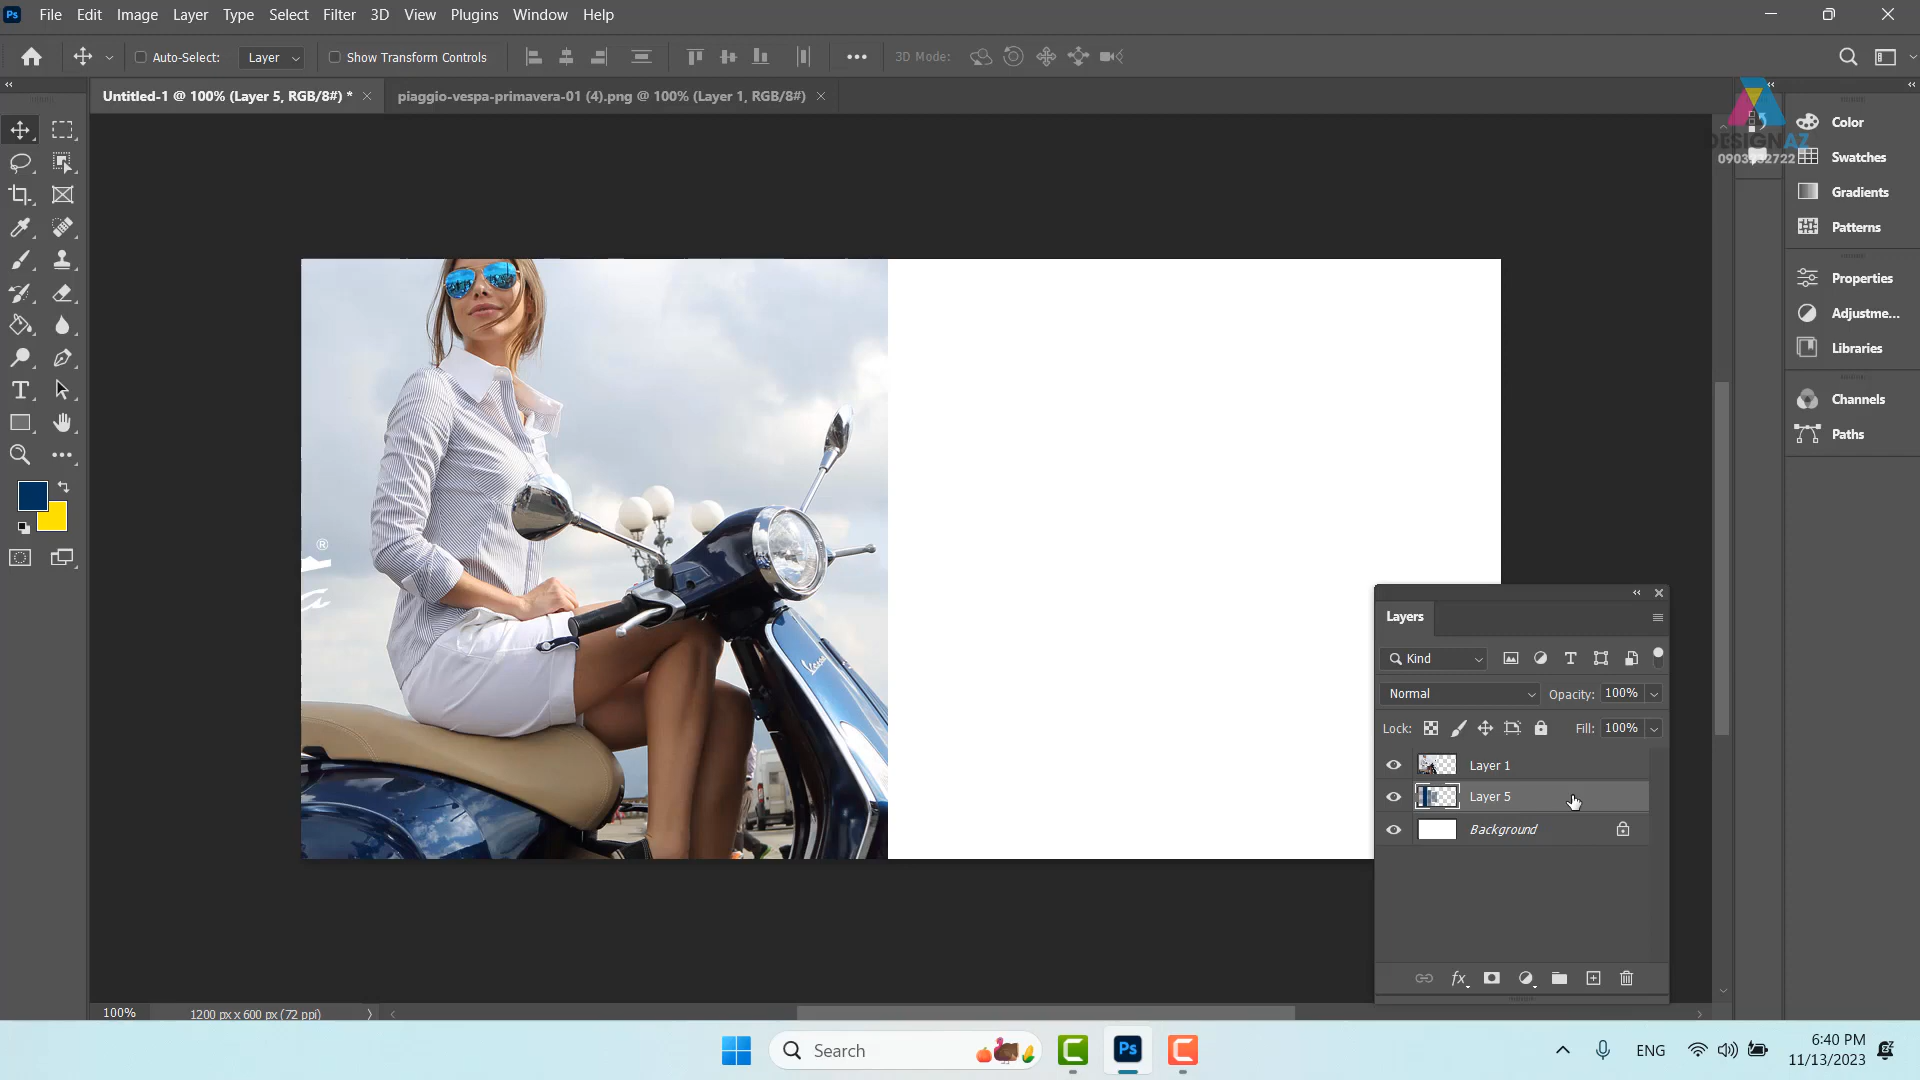 File Edit Image Layer Type Select Filter 3D View Plugins Window Help
Auto-Select: Layer Show Transform Controls 3D Mode:
Untitled-1 @ 100% (Layer 5, RGB/8#) * piaggio-vespa-primavera-01 (4).png @ 100% (Layer 1, RGB/8#)
Color
DESIGNAZ
Swatches
Gradients
Patterns
Properties
Adjustme...
Libraries
Channels
Paths
®
Vespa
Layers
Kind
Normal Opacity: 100%
Lock: Fill: 100%
Layer 1
Layer 5
Background
fx
100% 1200 px x 600 px (72 ppi)
Search ENG 6:40 PM
11/13/2023